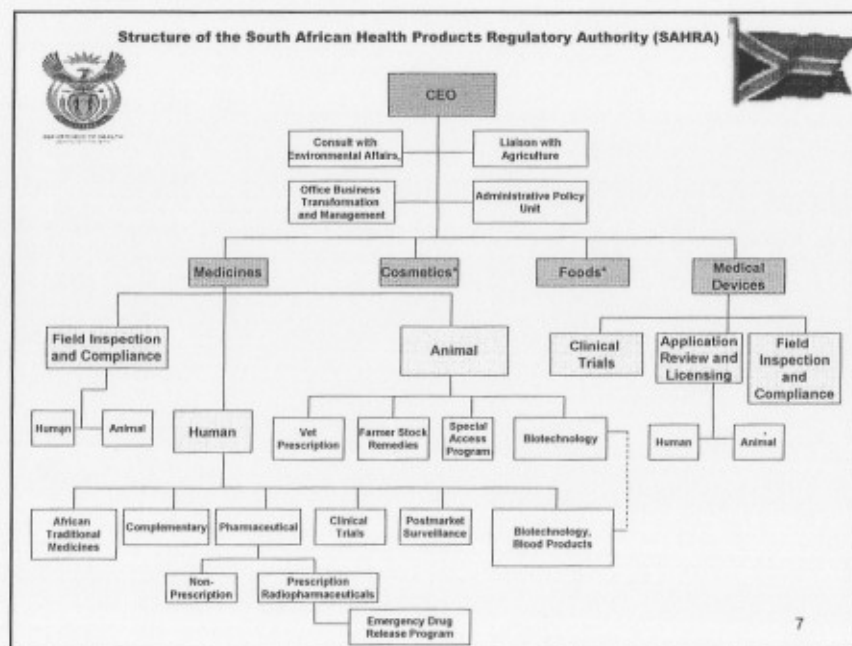 Structure of the South African Health Products Regulatory Authority (SAHRA)
CEO
Consult with
Environmental Affairs,
Liaison with
Agriculture
Office Business
Transformation
and Management
Administrative Policy
Unit
Medicines
Cosmetics*
Foods*
Medical
Devices
Field Inspection
and Compliance
Animal
Clinical
Trials
Application
Review and
Licensing
Field
Inspection
and
Compliance
Human
Animal
Human
Vet
Prescription
Farmer Stock
Remedies
Special
Access
Program
Biotechnology
Human
Animal
African
Traditional
Medicines
Complementary
Pharmaceutical
Clinical
Trials
Postmarket
Surveillance
Biotechnology,
Blood Products
Non-
Prescription
Prescription
Radiopharmaceuticals
Emergency Drug
Release Program
7